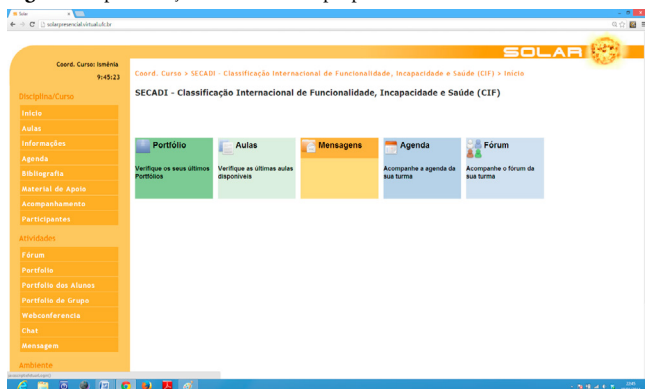 Solar
solarpresencial.virtual.ufc.br
SOLAR
Coord. Curso: Ismênia
9:45:23
Coord. Curso > SECADI - Classificação Internacional de Funcionalidade, Incapacidade e Saúde (CIF) > Início
SECADI - Classificação Internacional de Funcionalidade, Incapacidade e Saúde (CIF)
Disciplina/Curso
Início
Aulas
Informações
Agenda
Bibliografia
Material de Apoio
Acompanhamento
Participantes
Atividades
Fórum
Portfolio
Portfolio dos Alunos
Portfolio de Grupo
Webconferencia
Chat
Mensagem
Ambiente
Portfólio
Verifique os seus últimos
Portfólios
Aulas
Verifique as últimas aulas
disponíveis
Mensagens
Agenda
Acompanhe a agenda da
sua turma
Fórum
Acompanhe o fórum da
sua turma